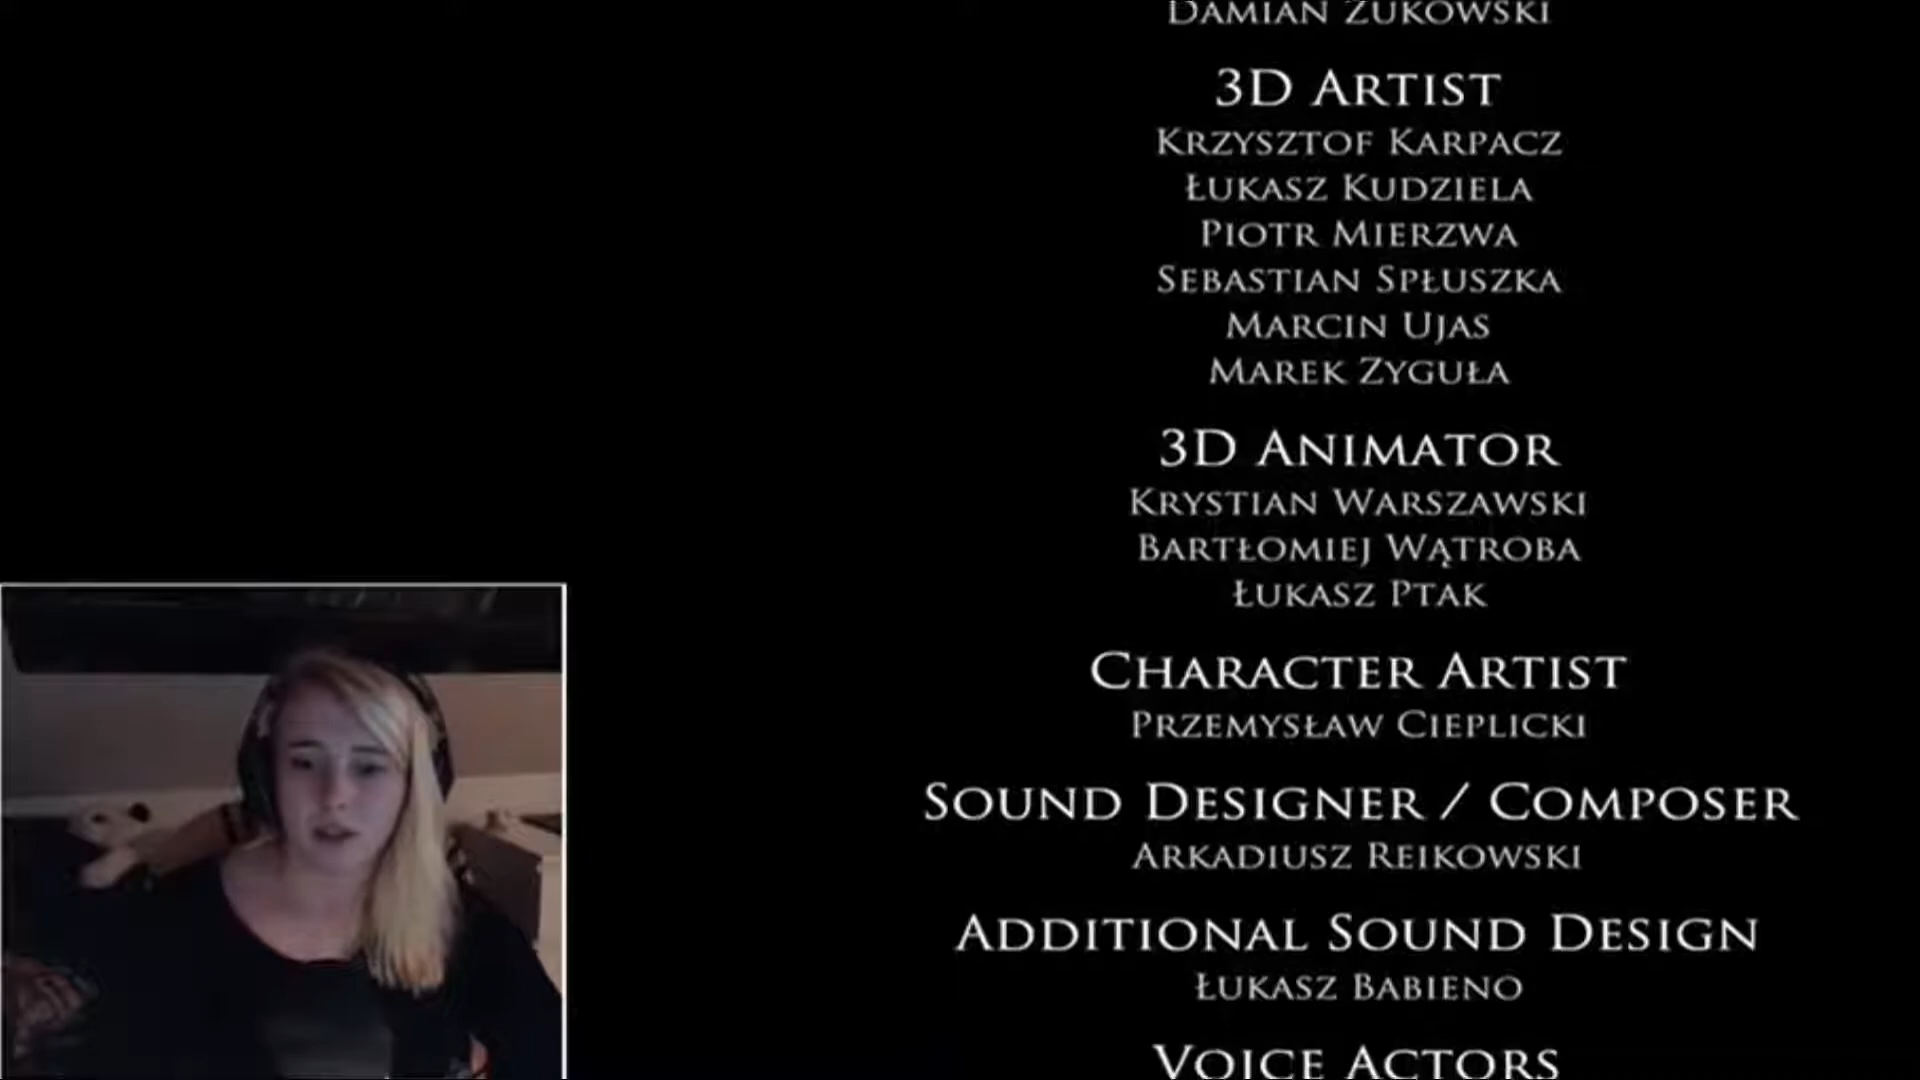 Damian Żukowski
3D Artist
Krzysztof Karpacz
Łukasz Kudziela
Piotr Mierzwa
Sebastian Spłuszka
Marcin Ujas
Marek Zyguła
3D Animator
Krystian Warszawski
Bartłomiej Wątroba
Łukasz Ptak
Character Artist
Przemysław Cieplicki
Sound Designer / Composer
Arkadiusz Reikowski
Additional Sound Design
Łukasz Babieno
Voice Actors